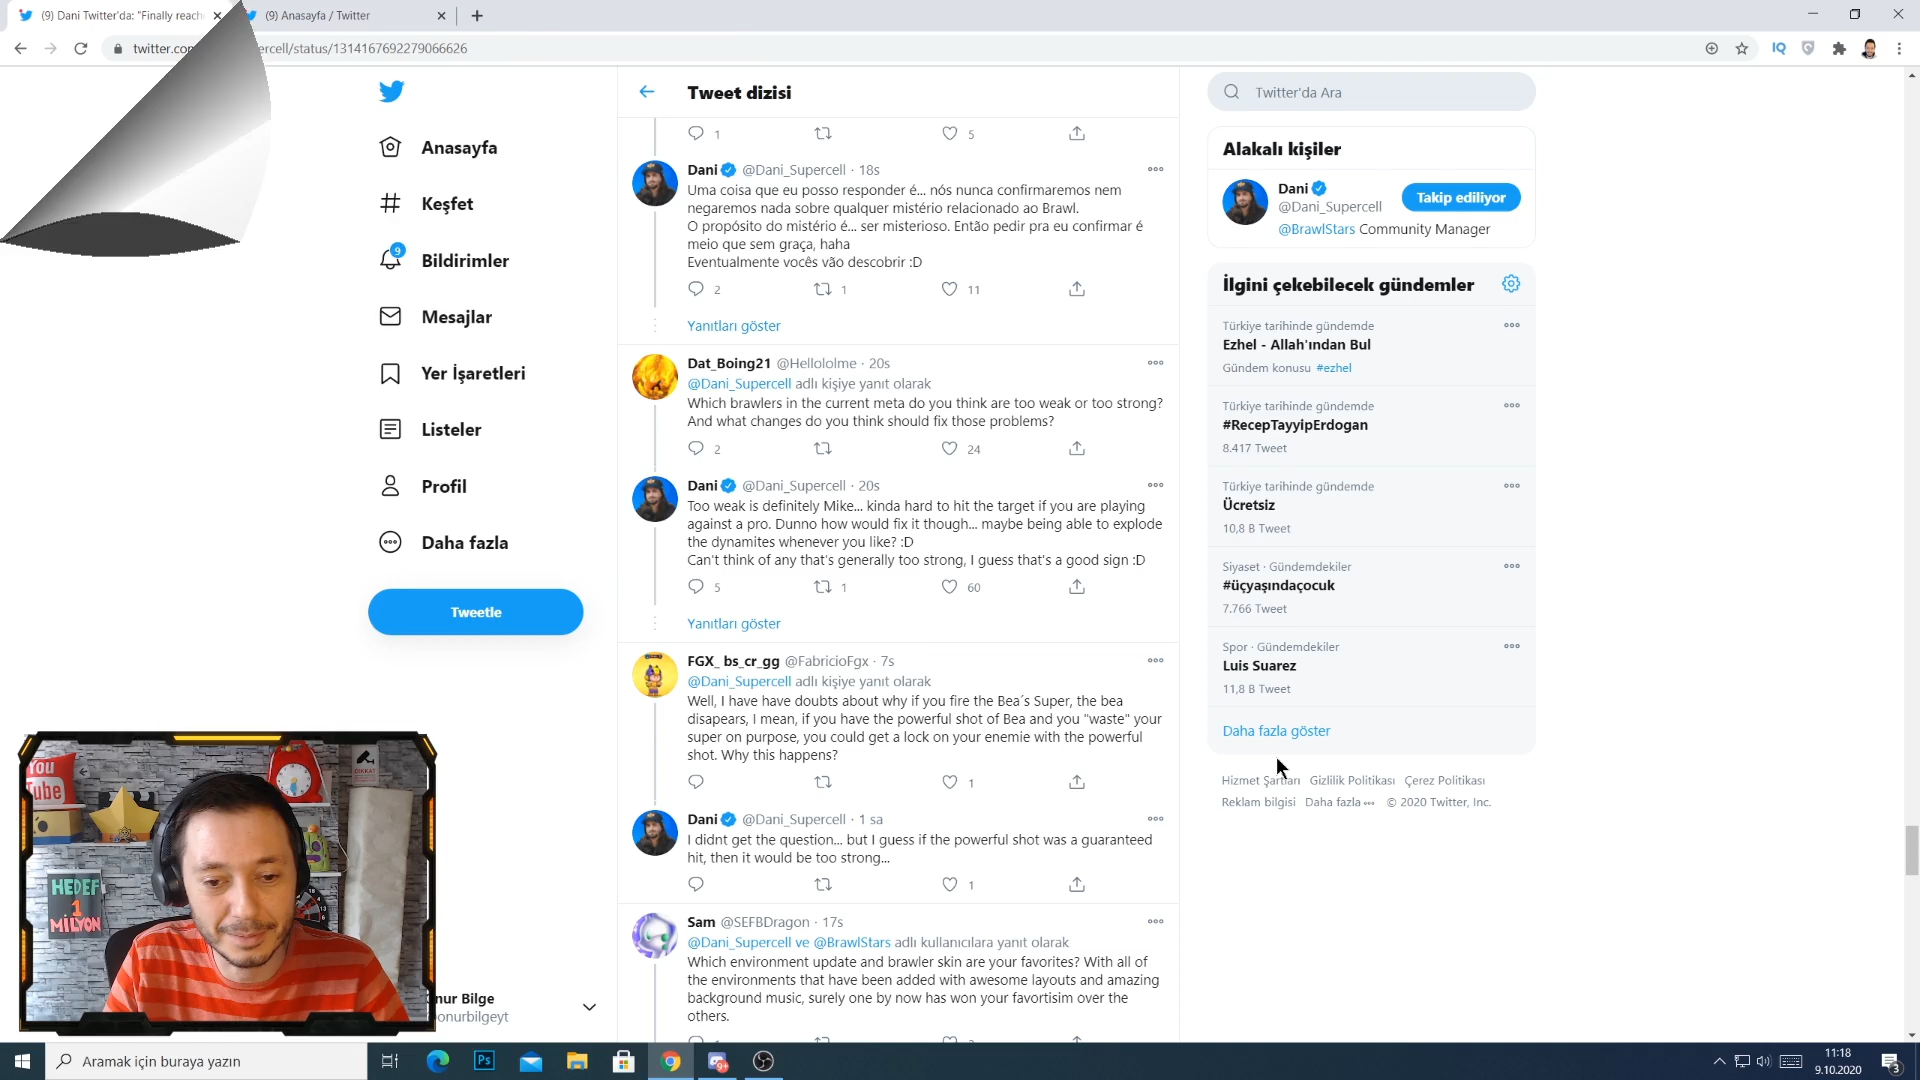 (9) Dani Twitter'da: "Finally reach
(9) Anasayfa / Twitter
twitter.co
ercell/status/1314167692279066626
IQ
Anasayfa
Keşfet
9
Bildirimler
Mesajlar
Yer İşaretleri
Listeler
Profil
Daha fazla
Tweetle
You
Tube
DİKKAT
HEDEF
1
MİLYON
nur Bilge
onurbilgeyt
Tweet dizisi
1
5
Dani @Dani_Supercell · 18s
Uma coisa que eu posso responder é... nós nunca confirmaremos nem
negaremos nada sobre qualquer mistério relacionado ao Brawl.
O propósito do mistério é... ser misterioso. Então pedir pra eu confirmar é
meio que sem graça, haha
Eventualmente vocês vão descobrir :D
2
1
11
Yanıtları göster
Dat_Boing21 @Hellololme · 20s
@Dani_Supercell adlı kişiye yanıt olarak
Which brawlers in the current meta do you think are too weak or too strong?
And what changes do you think should fix those problems?
2
24
Dani @Dani_Supercell · 20s
Too weak is definitely Mike... kinda hard to hit the target if you are playing
against a pro. Dunno how would fix it though... maybe being able to explode
the dynamites whenever you like? :D
Can't think of any that's generally too strong, I guess that's a good sign :D
5
1
60
Yanıtları göster
FGX_ bs_cr_gg @FabricioFgx · 7s
@Dani_Supercell adlı kişiye yanıt olarak
Well, I have have doubts about why if you fire the Bea´s Super, the bea
disapears, I mean, if you have the powerful shot of Bea and you "waste" your
super on purpose, you could get a lock on your enemie with the powerful
shot. Why this happens?
1
Dani @Dani_Supercell · 1 sa
I didnt get the question... but I guess if the powerful shot was a guaranteed
hit, then it would be too strong...
1
Sam @SEFBDragon · 17s
@Dani_Supercell ve @BrawlStars adlı kullanıcılara yanıt olarak
Which environment update and brawler skin are your favorites? With all of
the environments that have been added with awesome layouts and amazing
background music, surely one by now has won your favortisim over the
others.
Twitter'da Ara
Alakalı kişiler
Dani
@Dani_Supercell
Takip ediliyor
@BrawlStars Community Manager
İlgini çekebilecek gündemler
Türkiye tarihinde gündemde
Ezhel - Allah'ından Bul
Gündem konusu #ezhel
Türkiye tarihinde gündemde
#RecepTayyipErdogan
8.417 Tweet
Türkiye tarihinde gündemde
Ücretsiz
10,8 B Tweet
Siyaset · Gündemdekiler
#üçyaşındaçocuk
7.766 Tweet
Spor · Gündemdekiler
Luis Suarez
11,8 B Tweet
Daha fazla göster
Hizmet Şartları Gizlilik Politikası Çerez Politikası
Reklam bilgisi Daha fazla ••• © 2020 Twitter, Inc.
Aramak için buraya yazın
Ps
9+
11:18
9.10.2020
3